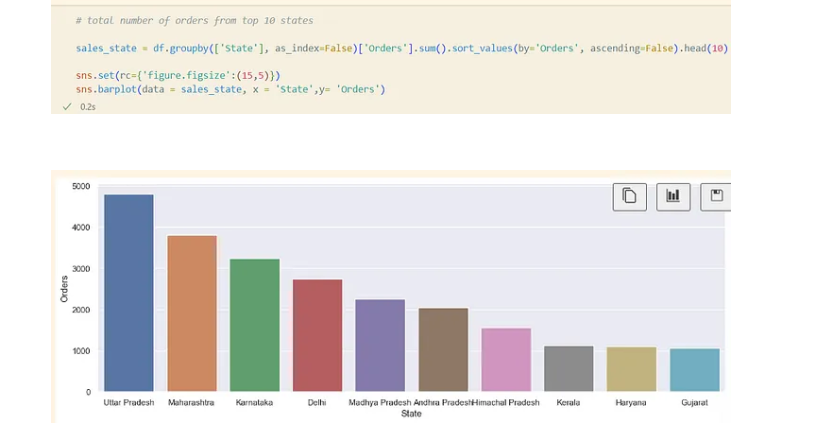 # total number of orders from top 10 states
sales_state = df.groupby(['State'], as_index=False)['Orders'].sum().sort_values(by='Orders', ascending=False).head(10)
sns.set(rc={'figure.figsize':(15,5)})
sns.barplot(data = sales_state, x = 'State',y= 'Orders')
0.2s
5000
4000
3000
2000
1000
0
Orders
Uttar Pradesh Maharashtra Karnataka Delhi Madhya Pradesh Andhra Pradesh Himachal Pradesh Kerala Haryana Gujarat
State